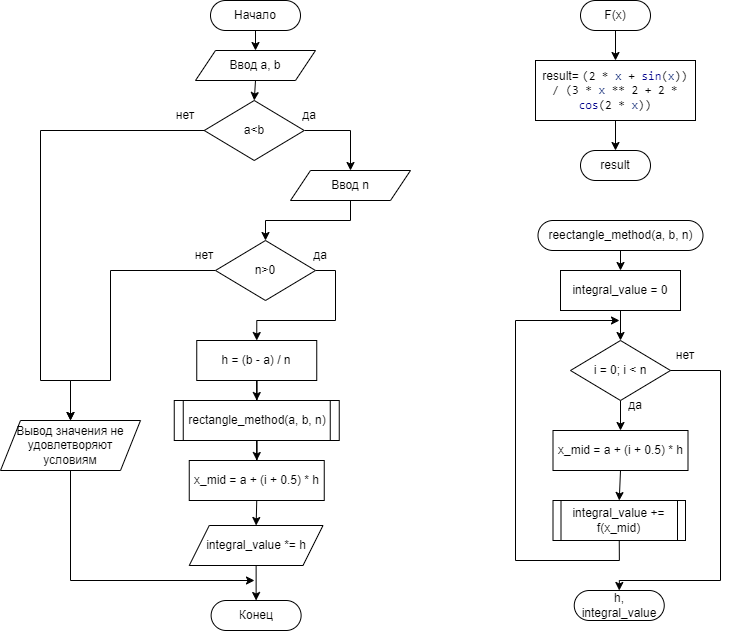 Начало
Ввод a, b
a<b
нет
да
Ввод n
n>0
нет
да
h = (b - a) / n
rectangle_method(a, b, n)
x_mid = a + (i + 0.5) * h
integral_value *= h
Вывод значения не
удовлетворяют
условиям
Конец
F(x)
result= (2 * x + sin(x))
/ (3 * x ** 2 + 2 *
cos(2 * x))
result
reectangle_method(a, b, n)
integral_value = 0
i = 0; i < n
нет
да
x_mid = a + (i + 0.5) * h
integral_value +=
f(x_mid)
h,
integral_value